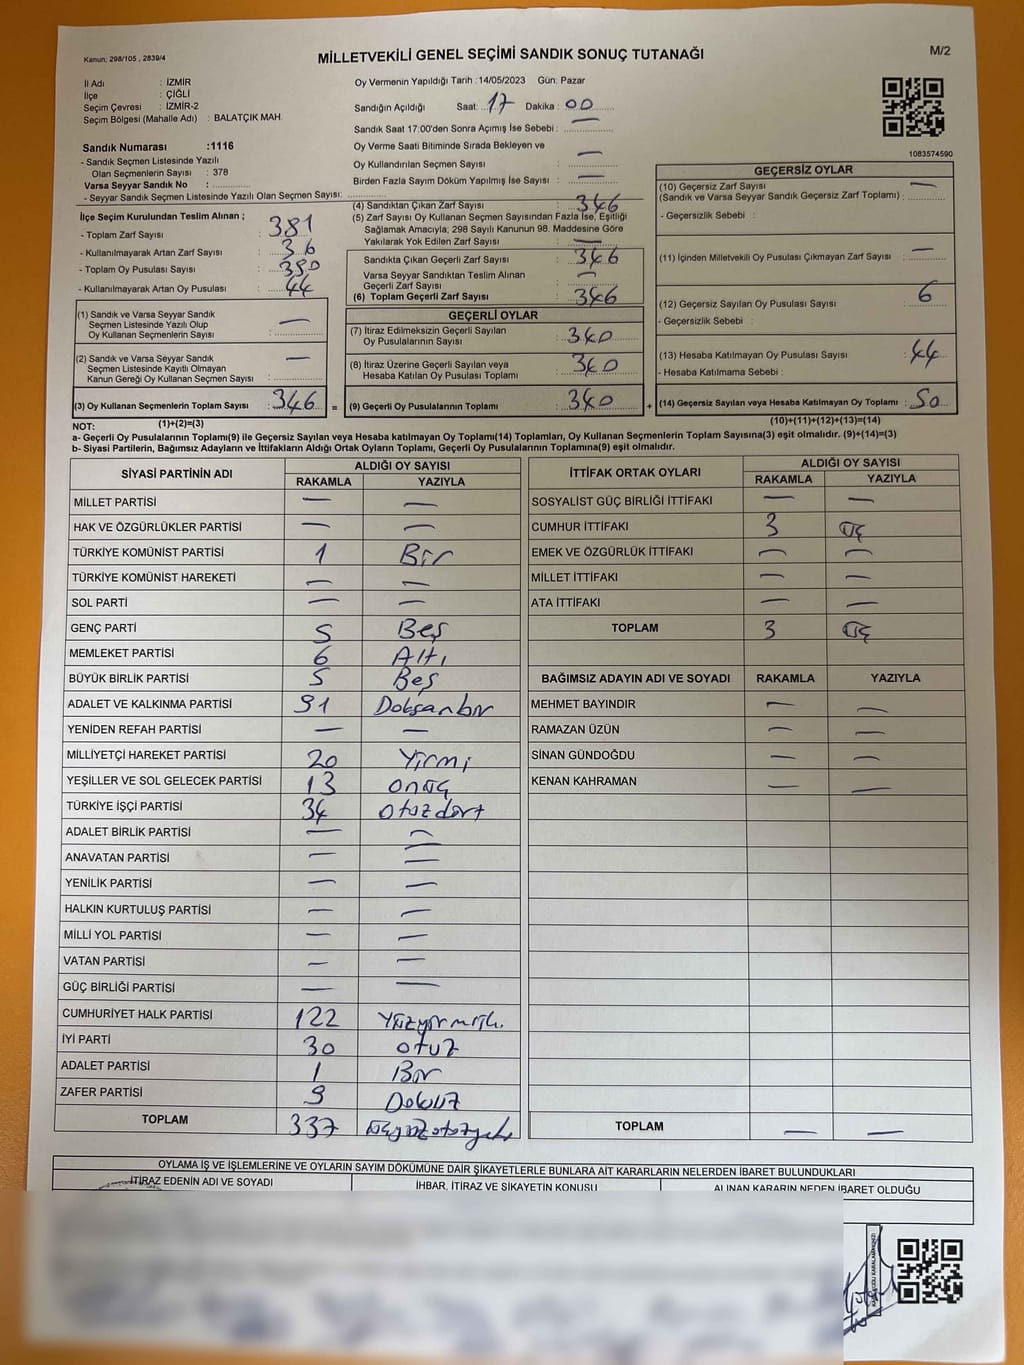 Kanun; 298/105 , 2839/4
MİLLETVEKİLİ GENEL SEÇİMİ SANDIK SONUÇ TUTANAĞI
M/2
İl Adı : İZMİR
İlçe : ÇİĞLİ
Seçim Çevresi : İZMİR-2
Seçim Bölgesi (Mahalle Adı) : BALATÇIK MAH.
Oy Vermenin Yapıldığı Tarih :14/05/2023 Gün: Pazar
Sandığın Açıldığı Saat: 17 Dakika : 00
Sandık Saat 17:00'den Sonra Açımış İse Sebebi : —
Oy Verme Saati Bitiminde Sırada Bekleyen ve
Oy Kullandırılan Seçmen Sayısı : —
Birden Fazla Sayım Döküm Yapılmış İse Sayısı : —
Sandık Numarası :1116
- Sandık Seçmen Listesinde Yazılı
Olan Seçmenlerin Sayısı : 378
Varsa Seyyar Sandık No :
- Seyyar Sandık Seçmen Listesinde Yazılı Olan Seçmen Sayısı:
1083574590
İlçe Seçim Kurulundan Teslim Alınan ;
- Toplam Zarf Sayısı : 381
- Kullanılmayarak Artan Zarf Sayısı : 36
- Toplam Oy Pusulası Sayısı : 390
- Kullanılmayarak Artan Oy Pusulası : 44
(1) Sandık ve Varsa Seyyar Sandık
Seçmen Listesinde Yazılı Olup
Oy Kullanan Seçmenlerin Sayısı : —
(2) Sandık ve Varsa Seyyar Sandık
Seçmen Listesinde Kayıtlı Olmayan
Kanun Gereği Oy Kullanan Seçmen Sayısı : —
(3) Oy Kullanan Seçmenlerin Toplam Sayısı : 346
(1)+(2)=(3)
(4) Sandıktan Çıkan Zarf Sayısı : 346
(5) Zarf Sayısı Oy Kullanan Seçmen Sayısından Fazla İse, Eşitliği
Sağlamak Amacıyla; 298 Sayılı Kanunun 98. Maddesine Göre
Yakılarak Yok Edilen Zarf Sayısı : —
Sandıkta Çıkan Geçerli Zarf Sayısı : 346
Varsa Seyyar Sandıktan Teslim Alınan
Geçerli Zarf Sayısı : —
(6) Toplam Geçerli Zarf Sayısı : 346
GEÇERLİ OYLAR
(7) İtiraz Edilmeksizin Geçerli Sayılan
Oy Pusulalarının Sayısı : 340
(8) İtiraz Üzerine Geçerli Sayılan veya
Hesaba Katılan Oy Pusulası Toplamı : 340
= (9) Geçerli Oy Pusulalarının Toplamı : 340
GEÇERSİZ OYLAR
(10) Geçersiz Zarf Sayısı : —
(Sandık ve Varsa Seyyar Sandık Geçersiz Zarf Toplamı) :
- Geçersizlik Sebebi :
(11) İçinden Milletvekili Oy Pusulası Çıkmayan Zarf Sayısı : —
(12) Geçersiz Sayılan Oy Pusulası Sayısı : 6
- Geçersizlik Sebebi :
(13) Hesaba Katılmayan Oy Pusulası Sayısı : 44
- Hesaba Katılmama Sebebi :
+ (14) Geçersiz Sayılan veya Hesaba Katılmayan Oy Toplamı : 50
(10)+(11)+(12)+(13)=(14)
NOT:
a- Geçerli Oy Pusulalarının Toplamı(9) ile Geçersiz Sayılan veya Hesaba katılmayan Oy Toplamı(14) Toplamları, Oy Kullanan Seçmenlerin Toplam Sayısına(3) eşit olmalıdır. (9)+(14)=(3)
b- Siyasi Partilerin, Bağımsız Adayların ve İttifakların Aldığı Ortak Oyların Toplamı, Geçerli Oy Pusulalarının Toplamına(9) eşit olmalıdır.
SİYASİ PARTİNİN ADI ALDIĞI OY SAYISI
RAKAMLA YAZIYLA
MİLLET PARTİSİ — —
HAK VE ÖZGÜRLÜKLER PARTİSİ — —
TÜRKİYE KOMÜNİST PARTİSİ 1 Bir
TÜRKİYE KOMÜNİST HAREKETİ — —
SOL PARTİ — —
GENÇ PARTİ 5 Beş
MEMLEKET PARTİSİ 6 Altı
BÜYÜK BİRLİK PARTİSİ 5 Beş
ADALET VE KALKINMA PARTİSİ 91 Doksanbir
YENİDEN REFAH PARTİSİ — —
MİLLİYETÇİ HAREKET PARTİSİ 20 Yirmi
YEŞİLLER VE SOL GELECEK PARTİSİ 13 onüç
TÜRKİYE İŞÇİ PARTİSİ 34 otuzdört
ADALET BİRLİK PARTİSİ — —
ANAVATAN PARTİSİ — —
YENİLİK PARTİSİ — —
HALKIN KURTULUŞ PARTİSİ — —
MİLLİ YOL PARTİSİ — —
VATAN PARTİSİ — —
GÜÇ BİRLİĞİ PARTİSİ — —
CUMHURİYET HALK PARTİSİ 122 Yüzyirmiiki
İYİ PARTİ 30 otuz
ADALET PARTİSİ 1 Bir
ZAFER PARTİSİ 9 Dokuz
TOPLAM 337 üçyüzotuzyedi
İTTİFAK ORTAK OYLARI ALDIĞI OY SAYISI
RAKAMLA YAZIYLA
SOSYALİST GÜÇ BİRLİĞİ İTTİFAKI — —
CUMHUR İTTİFAKI 3 üç
EMEK VE ÖZGÜRLÜK İTTİFAKI — —
MİLLET İTTİFAKI — —
ATA İTTİFAKI — —
TOPLAM 3 üç
BAĞIMSIZ ADAYIN ADI VE SOYADI RAKAMLA YAZIYLA
MEHMET BAYINDIR — —
RAMAZAN ÜZÜN — —
SİNAN GÜNDOĞDU — —
KENAN KAHRAMAN — —
TOPLAM — —
OYLAMA İŞ VE İŞLEMLERİNE VE OYLARIN SAYIM DÖKÜMÜNE DAİR ŞİKAYETLERLE BUNLARA AİT KARARLARIN NELERDEN İBARET BULUNDUKLARI
İTİRAZ EDENİN ADI VE SOYADI İHBAR, İTİRAZ VE ŞİKAYETİN KONUSU ALINAN KARARIN NEDEN İBARET OLDUĞU